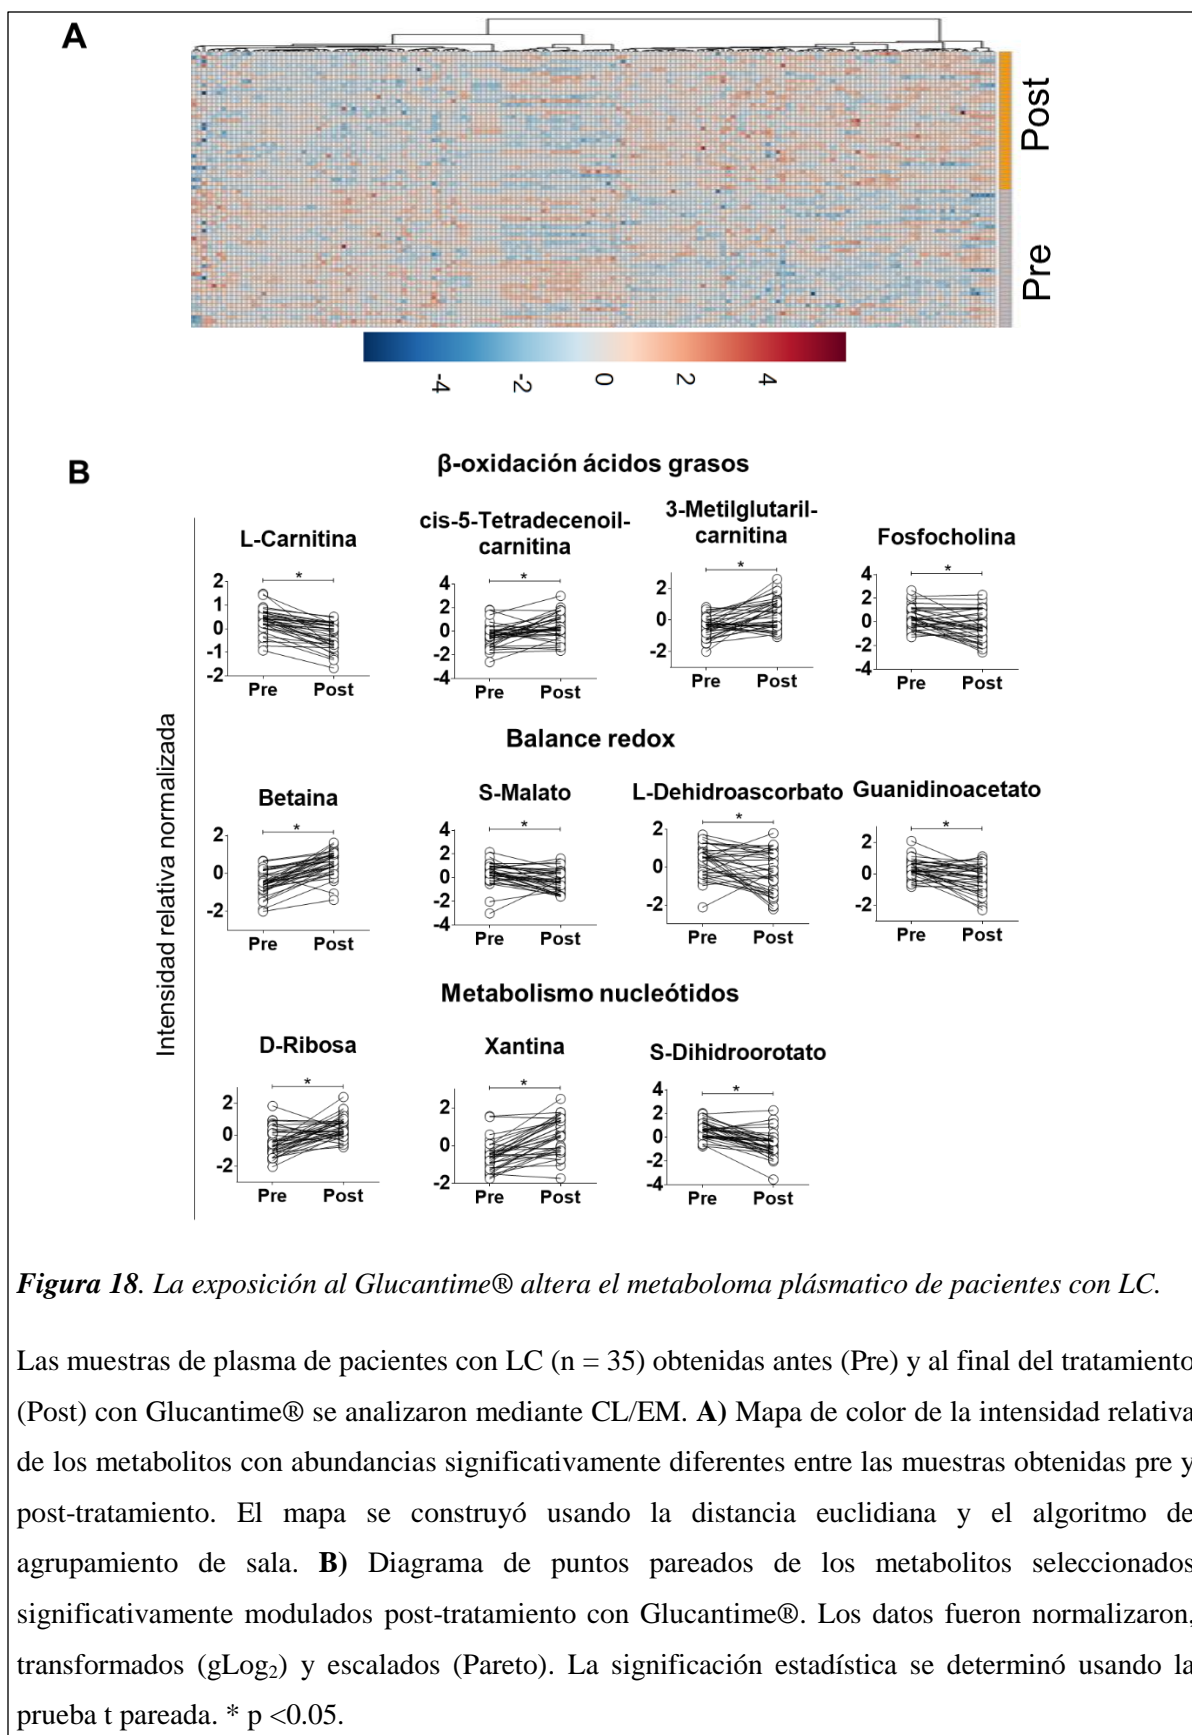 A
Post
Pre
-4 -2 0 2 4
B
β-oxidación ácidos grasos
L-Carnitina
cis-5-Tetradecenoil-
carnitina
3-Metilglutaril-
carnitina
Fosfocholina
*
2
1
0
-1
-2
Pre Post
*
4
2
0
-2
-4
Pre Post
*
2
0
-2
Pre Post
*
4
2
0
-2
-4
Pre Post
Intensidad relativa normalizada
Balance redox
Betaina
S-Malato
L-Dehidroascorbato
Guanidinoacetato
*
2
0
-2
Pre Post
*
4
2
0
-2
-4
Pre Post
*
2
0
-2
Pre Post
*
2
0
-2
Pre Post
Metabolismo nucleótidos
D-Ribosa
Xantina
S-Dihidroorotato
*
2
0
-2
Pre Post
*
2
0
-2
Pre Post
*
4
2
0
-2
-4
Pre Post
Figura 18. La exposición al Glucantime® altera el metaboloma plásmatico de pacientes con LC.
Las muestras de plasma de pacientes con LC (n = 35) obtenidas antes (Pre) y al final del tratamiento
(Post) con Glucantime® se analizaron mediante CL/EM. A) Mapa de color de la intensidad relativa
de los metabolitos con abundancias significativamente diferentes entre las muestras obtenidas pre y
post-tratamiento. El mapa se construyó usando la distancia euclidiana y el algoritmo de
agrupamiento de sala. B) Diagrama de puntos pareados de los metabolitos seleccionados
significativamente modulados post-tratamiento con Glucantime®. Los datos fueron normalizaron,
transformados (gLog₂) y escalados (Pareto). La significación estadística se determinó usando la
prueba t pareada. * p <0.05.